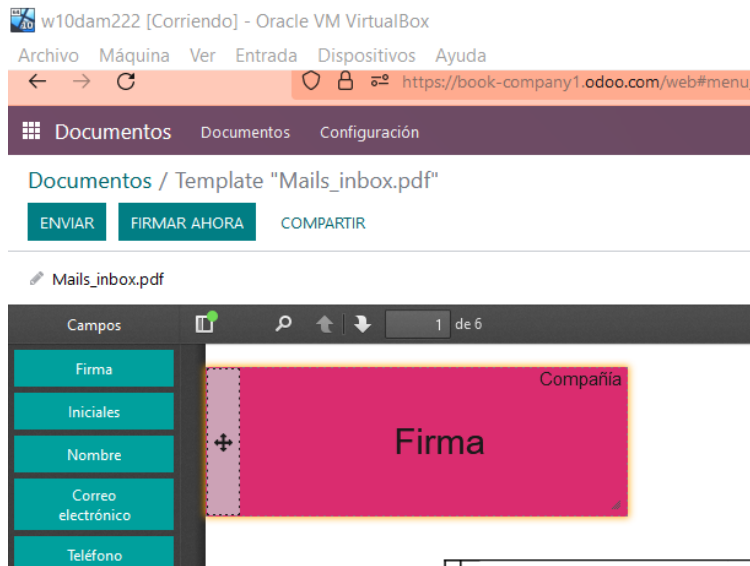 w10dam222 [Corriendo] - Oracle VM VirtualBox
Archivo Máquina Ver Entrada Dispositivos Ayuda
https://book-company1.odoo.com/web#menu
Documentos Documentos Configuración
Documentos / Template "Mails_inbox.pdf"
ENVIAR FIRMAR AHORA COMPARTIR
Mails_inbox.pdf
Campos 1 de 6
Firma
Iniciales
Nombre
Correo
electrónico
Teléfono
Compañía
Firma